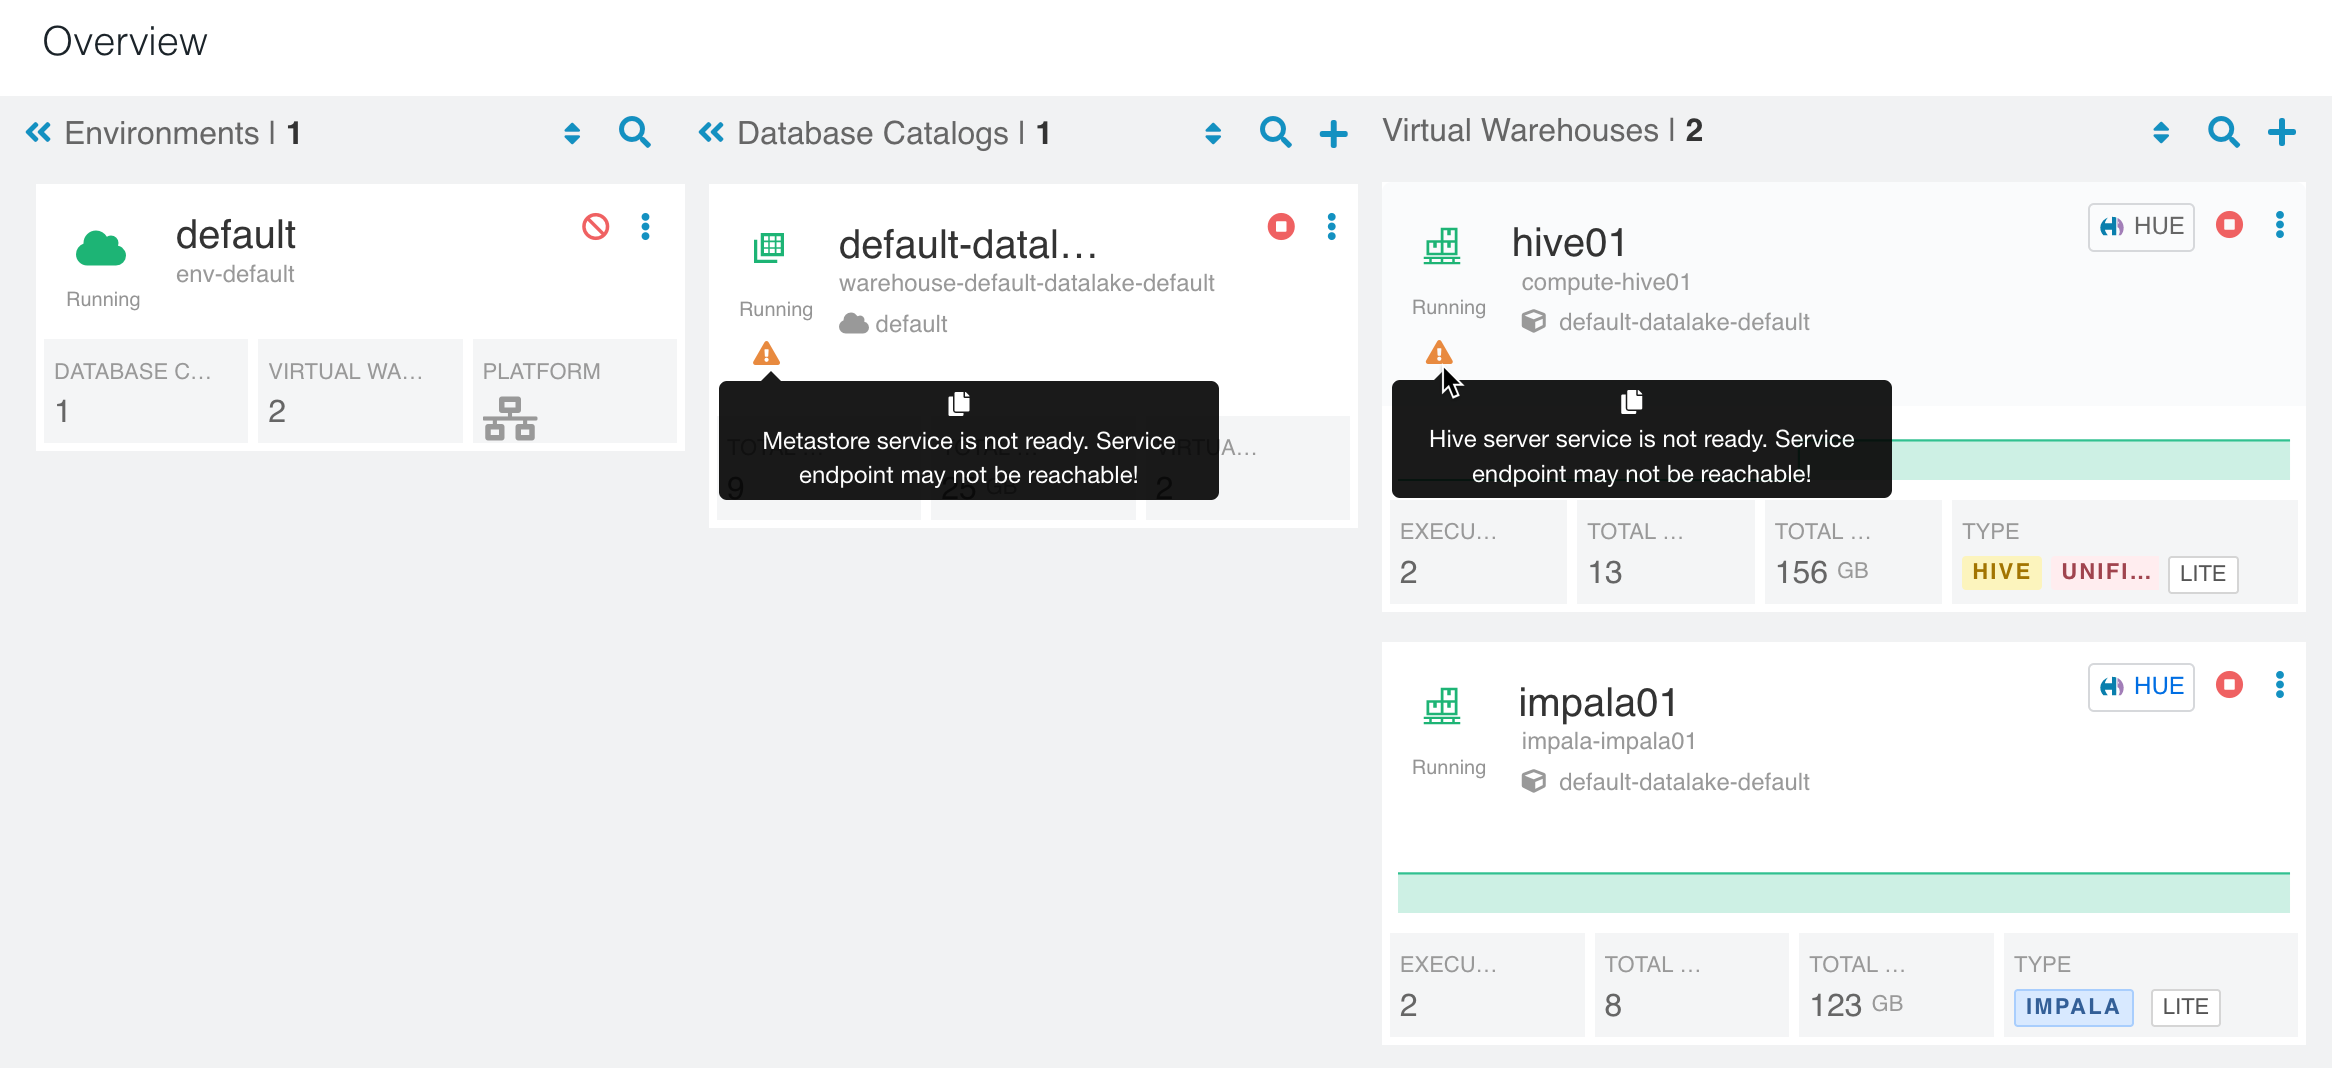 Overview
Environments | 1
default
env-default
Running
DATABASE C...
1
VIRTUAL WA...
2
PLATFORM
Database Catalogs | 1
default-datal...
warehouse-default-datalake-default
Running
default
Metastore service is not ready. Service
endpoint may not be reachable!
9
25 GB
2
Virtual Warehouses | 2
hive01
HUE
compute-hive01
Running
default-datalake-default
Hive server service is not ready. Service
endpoint may not be reachable!
EXECU...
2
TOTAL ...
13
TOTAL ...
156 GB
TYPE
HIVE
UNIFI...
LITE
impala01
HUE
impala-impala01
Running
default-datalake-default
EXECU...
2
TOTAL ...
8
TOTAL ...
123 GB
TYPE
IMPALA
LITE